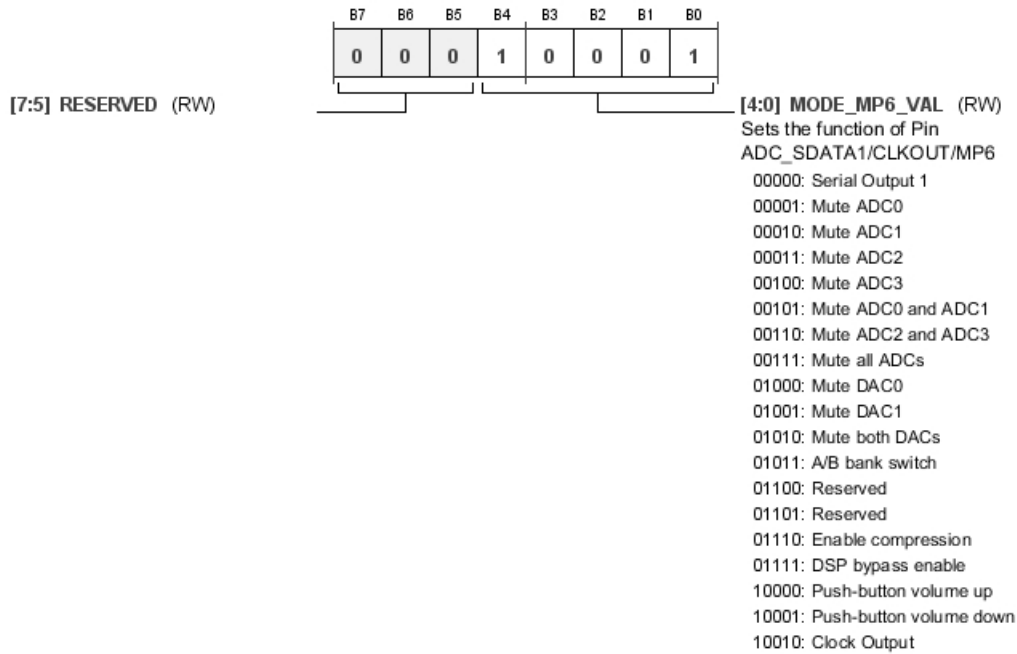 B7 B6 B5 B4 B3 B2 B1 B0
0 0 0 1 0 0 0 1
[7:5] RESERVED (RW)
[4:0] MODE_MP6_VAL (RW)
Sets the function of Pin
ADC_SDATA1/CLKOUT/MP6
00000: Serial Output 1
00001: Mute ADC0
00010: Mute ADC1
00011: Mute ADC2
00100: Mute ADC3
00101: Mute ADC0 and ADC1
00110: Mute ADC2 and ADC3
00111: Mute all ADCs
01000: Mute DAC0
01001: Mute DAC1
01010: Mute both DACs
01011: A/B bank switch
01100: Reserved
01101: Reserved
01110: Enable compression
01111: DSP bypass enable
10000: Push-button volume up
10001: Push-button volume down
10010: Clock Output